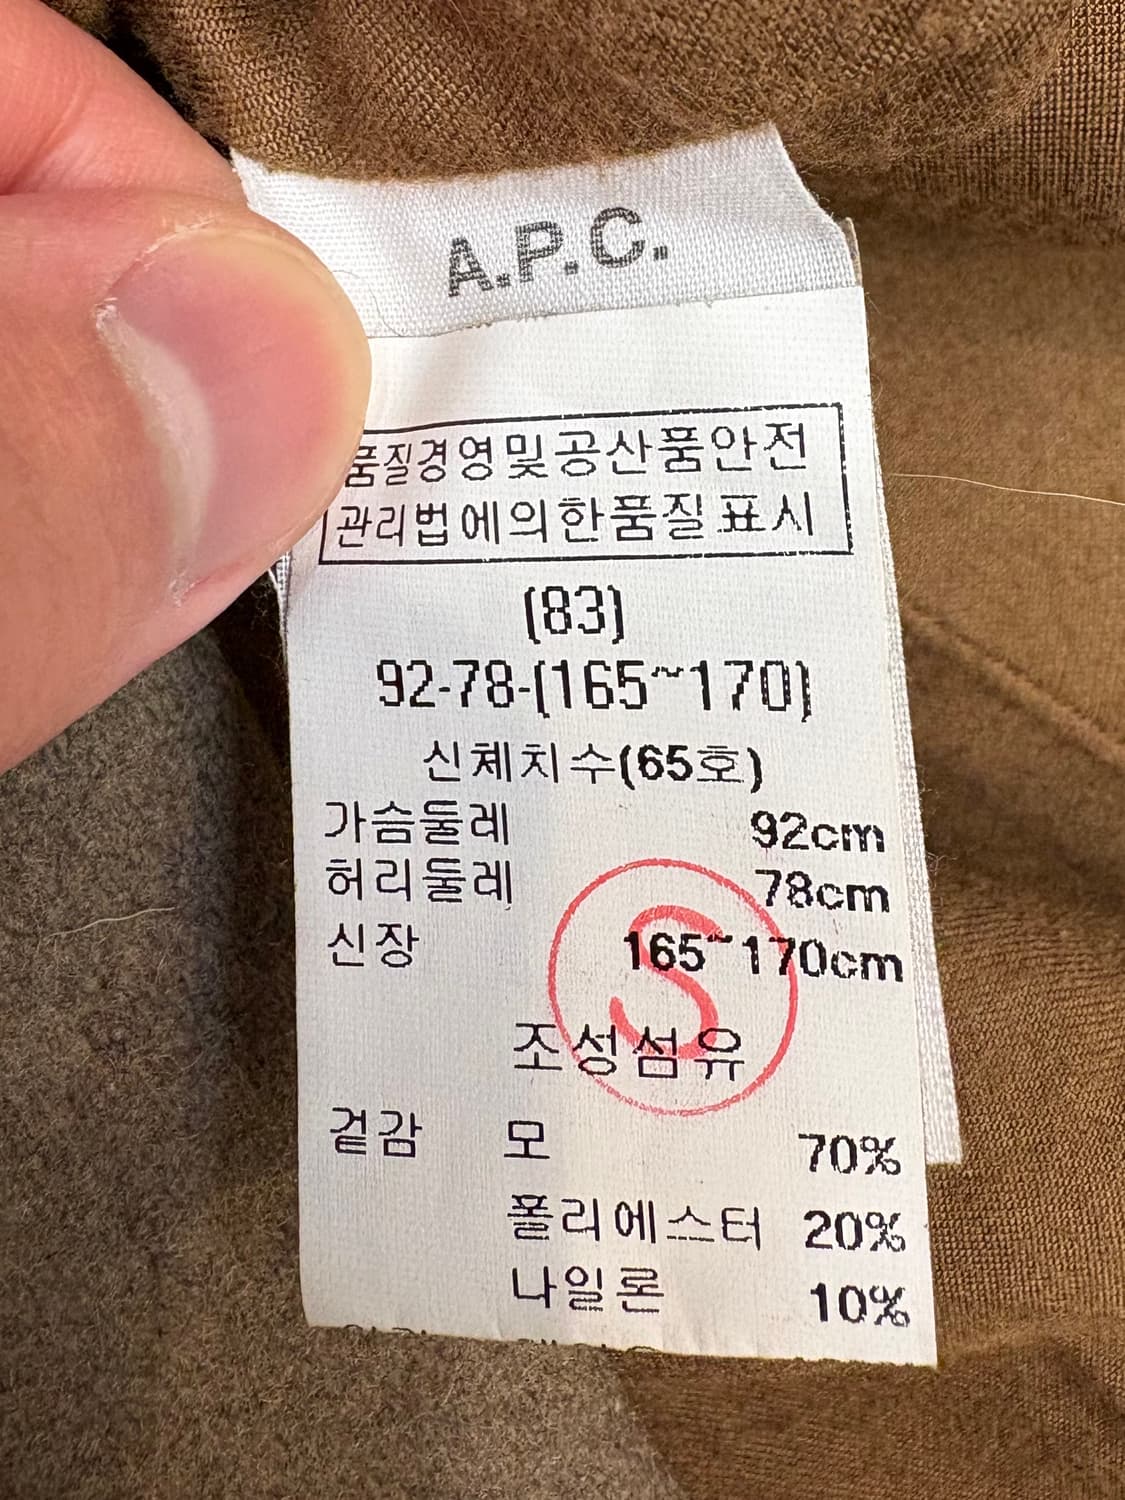 A.P.C.
품질경영및공산품안전
관리법에의한품질표시
(83)
92-78-(165~170)
신체치수(65호)
가슴둘레 92cm
허리둘레 78cm
신장 165~170cm
S
조성섬유
겉감 모 70%
폴리에스터 20%
나일론 10%